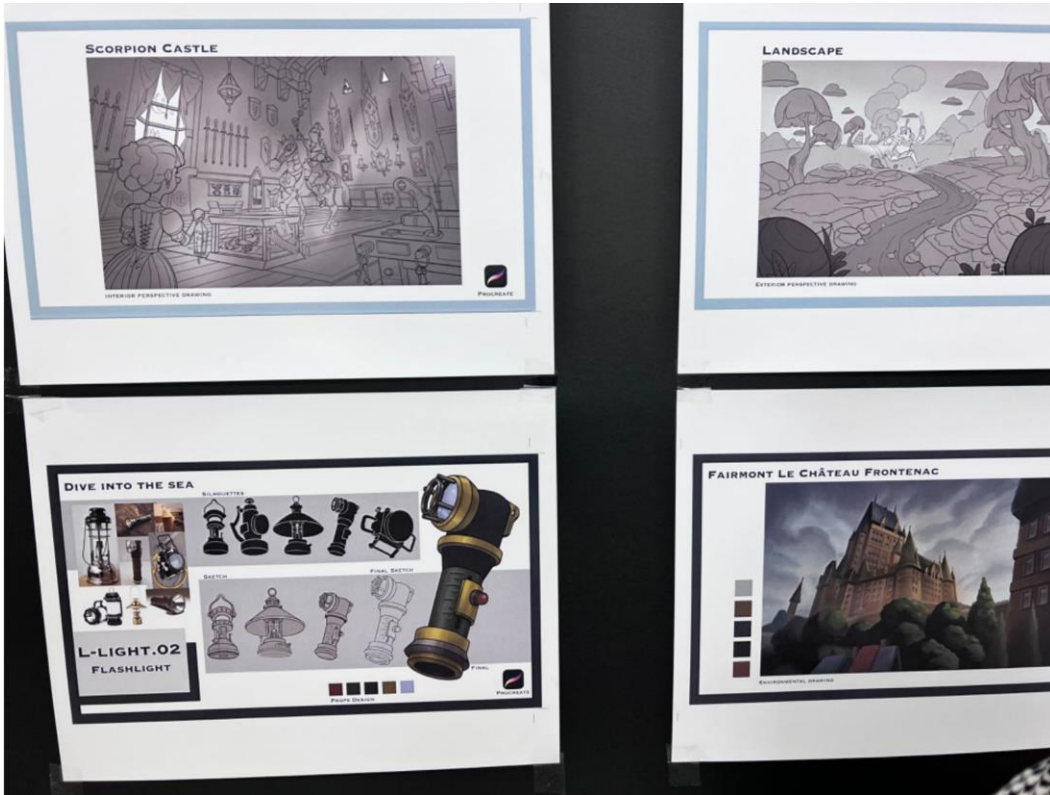 SCORPION CASTLE
INTERIOR PERSPECTIVE DRAWING
PROCREATE
LANDSCAPE
EXTERIOR PERSPECTIVE DRAWING
DIVE INTO THE SEA
SILHOUETTES
SKETCH
FINAL SKETCH
L-LIGHT.02
FLASHLIGHT
FINAL
PROPS DESIGN
PROCREATE
FAIRMONT LE CHÂTEAU FRONTENAC
ENVIRONMENTAL DRAWING